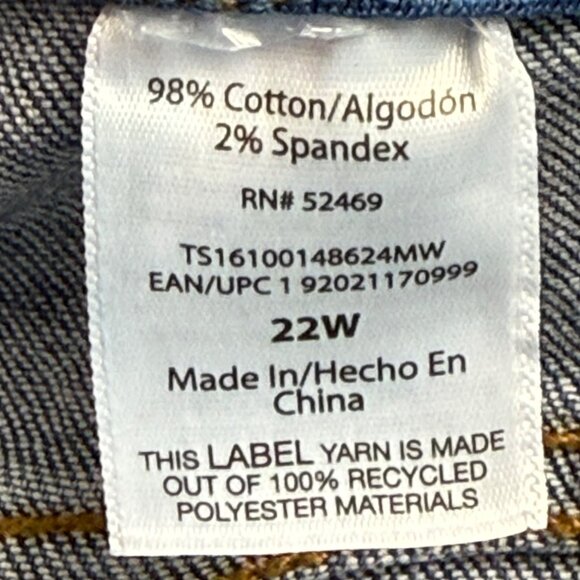 98% Cotton/Algodón
2% Spandex
RN# 52469
TS16100148624MW
EAN/UPC 1 92021170999
22W
Made In/Hecho En
China
THIS LABEL YARN IS MADE
OUT OF 100% RECYCLED
POLYESTER MATERIALS